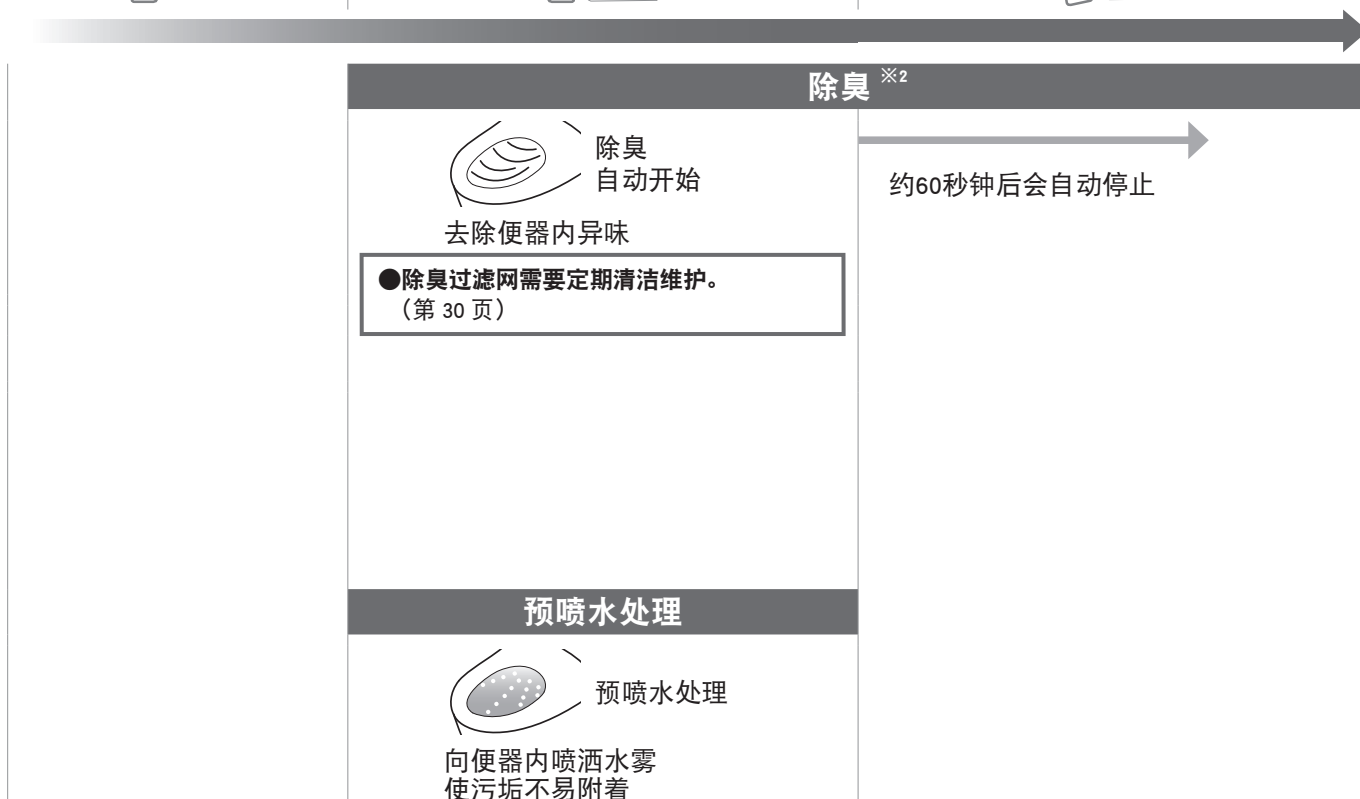 除臭 ※2
除臭
自动开始
约60秒钟后会自动停止
去除便器内异味
●除臭过滤网需要定期清洁维护。
（第 30 页）
预喷水处理
预喷水处理
向便器内喷洒水雾
使污垢不易附着